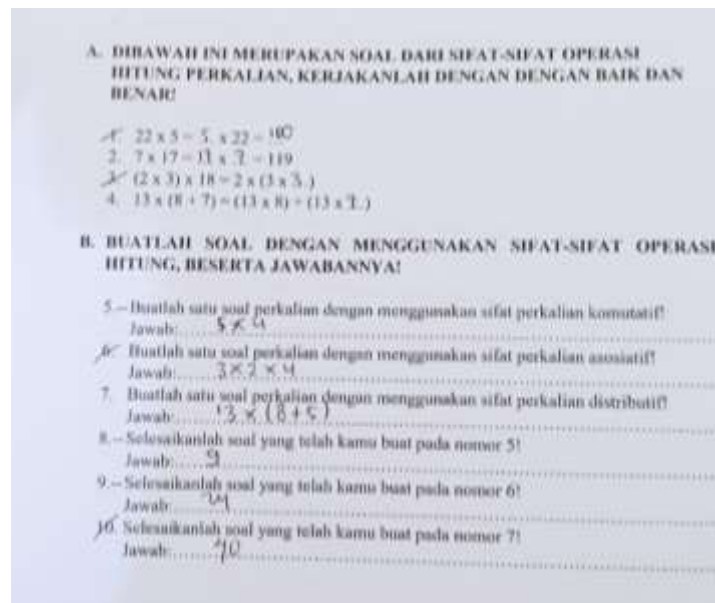 A. DIBAWAH INI MERUPAKAN SOAL DARI SIFAT-SIFAT OPERASI
HITUNG PERKALIAN, KERJAKANLAH DENGAN DENGAN BAIK DAN
BENAR!
1. 22 x 5 = 5 x 22 =
2. 7 x 17 = x 7 = 119
3. (2 x 3) x 18 = 2 x (3 x )
4. 13 x (8 + 7) = (13 x 8) + (13 x 7.)
B. BUATLAH SOAL DENGAN MENGGUNAKAN SIFAT-SIFAT OPERASI
HITUNG, BESERTA JAWABANNYA!
5. Buatlah satu soal perkalian dengan menggunakan sifat perkalian komutatif!
Jawab: 5 x 4
6. Buatlah satu soal perkalian dengan menggunakan sifat perkalian asosiatif!
Jawab: 3 x 2 x 4
7. Buatlah satu soal perkalian dengan menggunakan sifat perkalian distributif!
Jawab: 13 x (8 + 5)
8. Selesaikanlah soal yang telah kamu buat pada nomor 5!
Jawab: 9
9. Selesaikanlah soal yang telah kamu buat pada nomor 6!
Jawab:
10. Selesaikanlah soal yang telah kamu buat pada nomor 7!
Jawab: